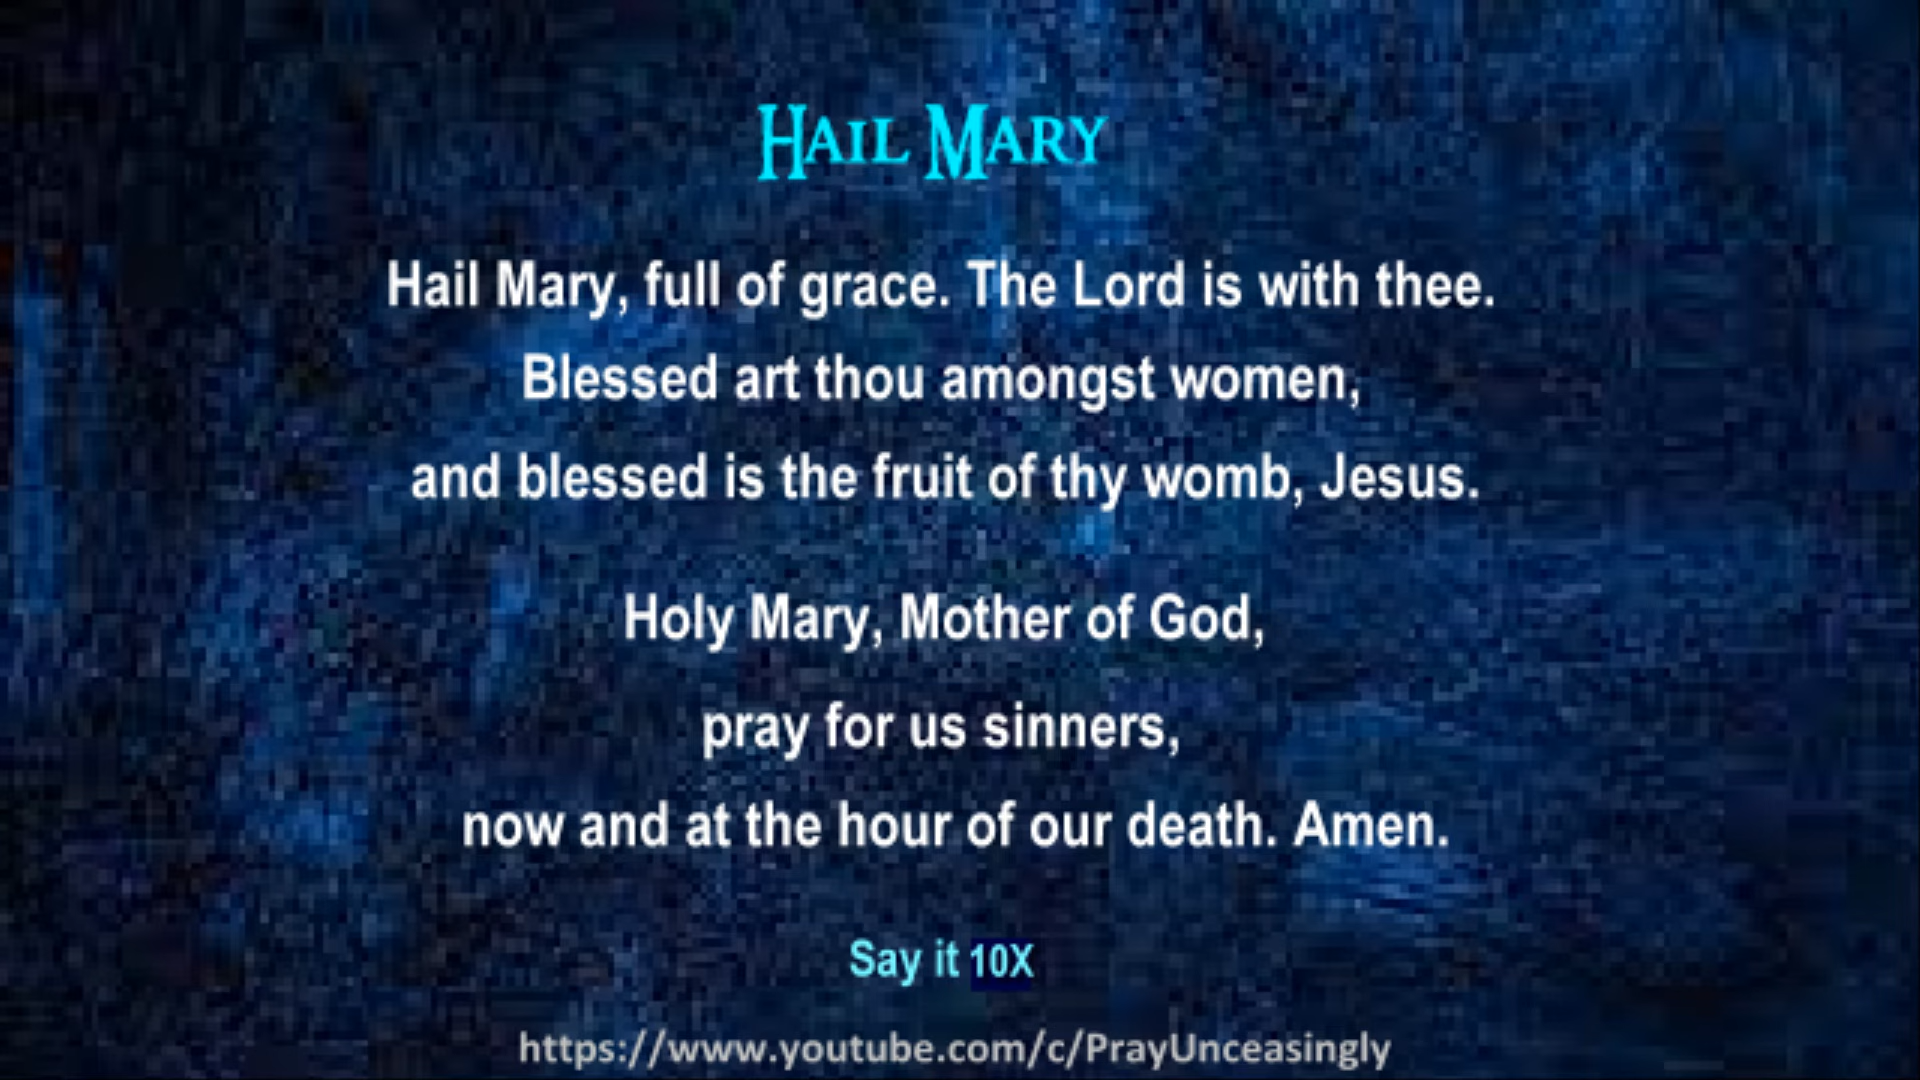 Hail Mary
Hail Mary, full of grace. The Lord is with thee.
Blessed art thou amongst women,
and blessed is the fruit of thy womb, Jesus.
Holy Mary, Mother of God,
pray for us sinners,
now and at the hour of our death. Amen.
Say it 10X
https://www.youtube.com/c/PrayUnceasingly